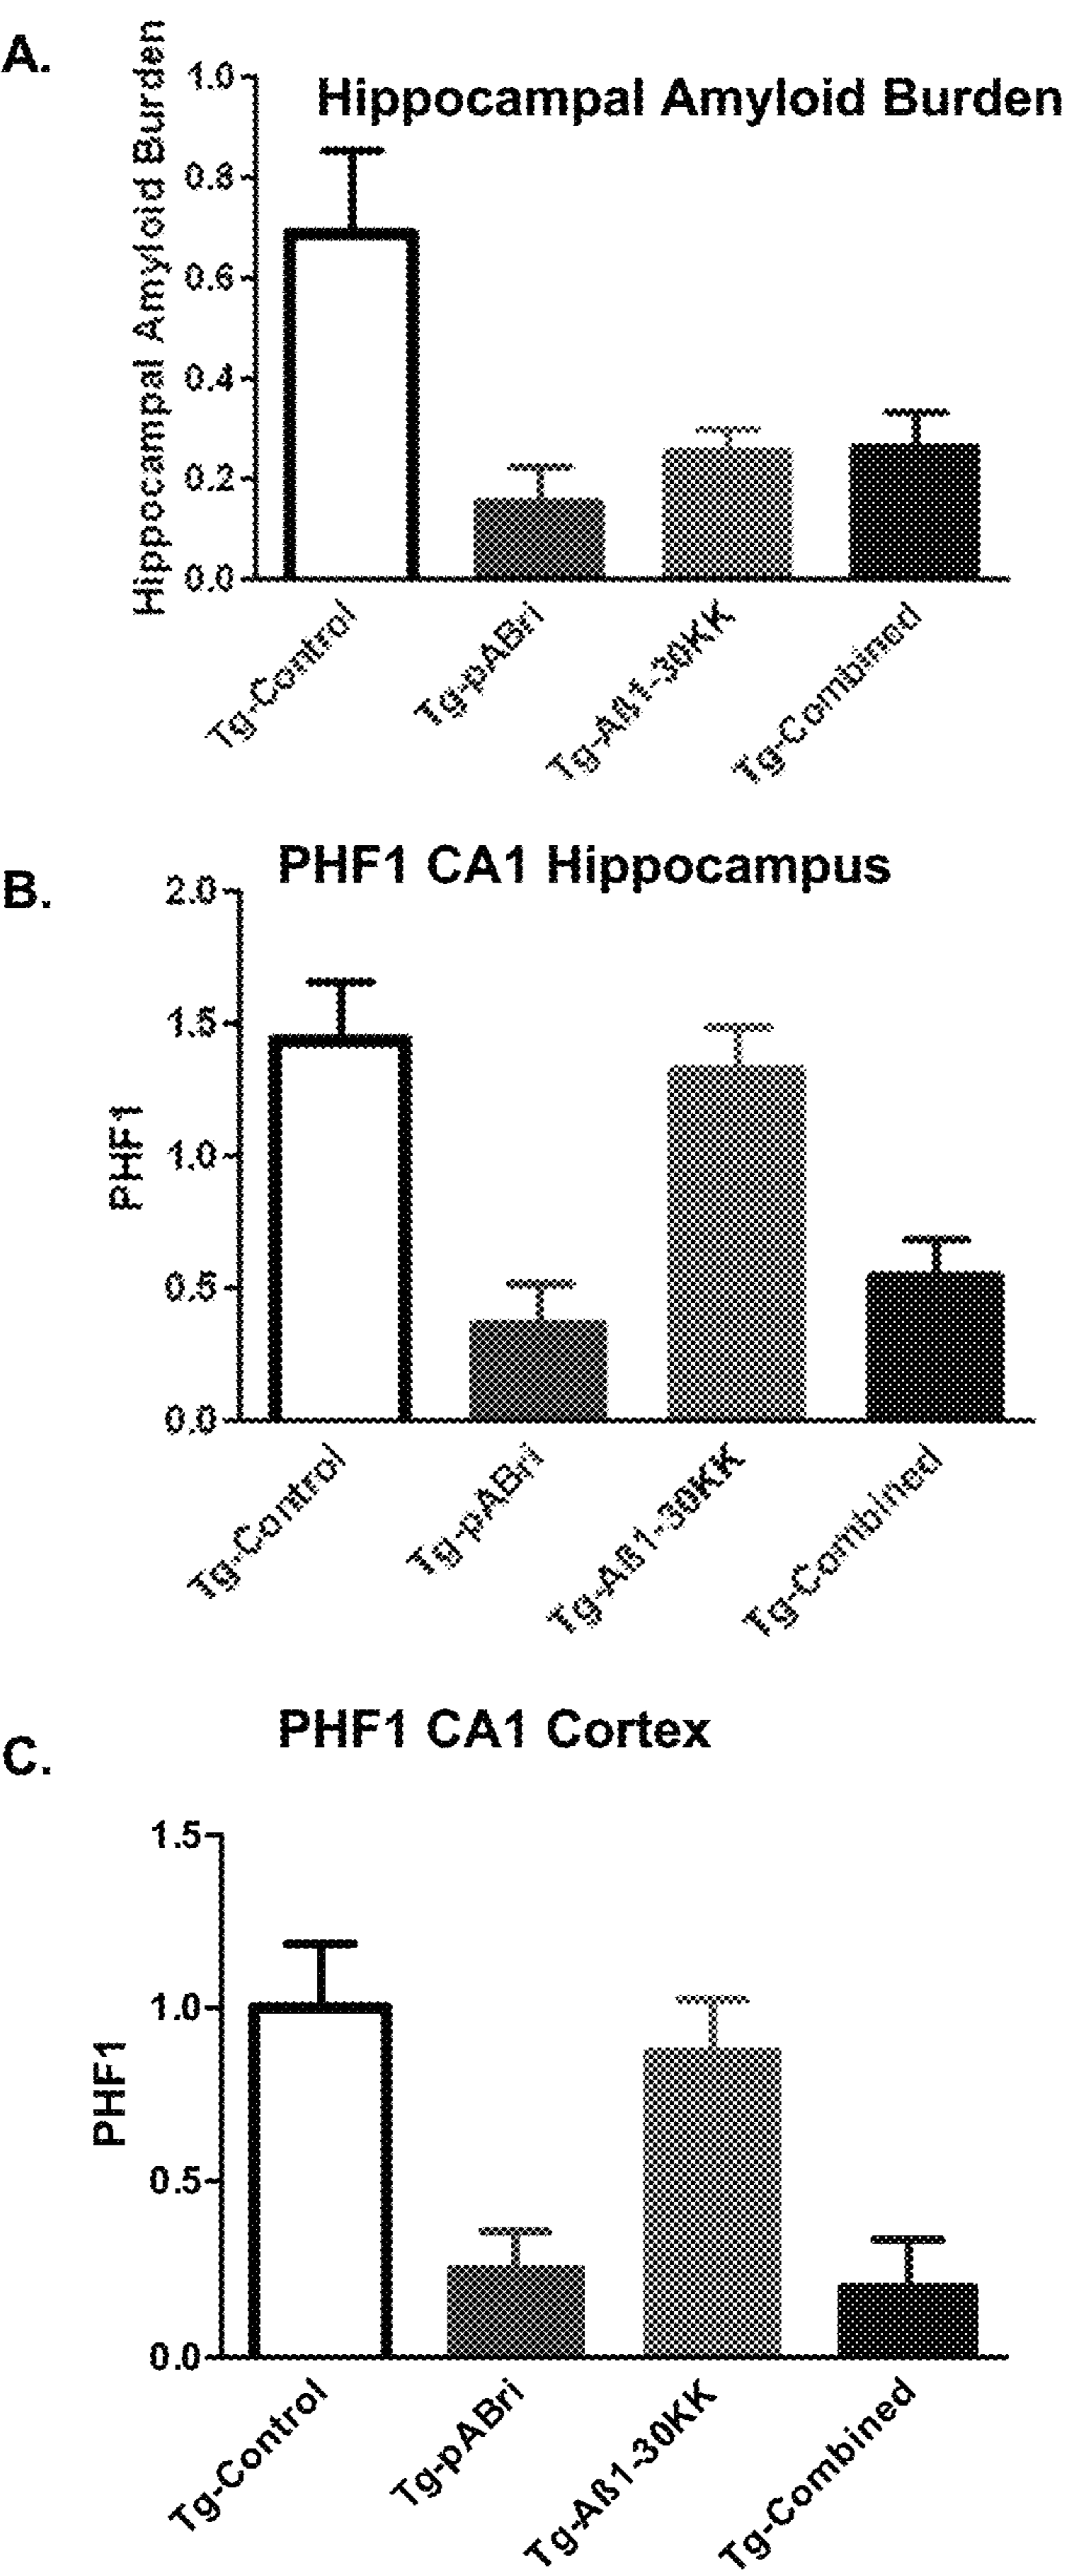 A.
Hippocampal Amyloid Burden
Hippocampal Amyloid Burden
1.0
0.8
0.6
0.4
0.2
0.0
Tg-Control
Tg-pABri
Tg-Aß1-30KK
Tg-Combined
B.
PHF1 CA1 Hippocampus
PHF1
2.0
1.5
1.0
0.5
0.0
Tg-Control
Tg-pABri
Tg-Aß1-30KK
Tg-Combined
C.
PHF1 CA1 Cortex
PHF1
1.5
1.0
0.5
0.0
Tg-Control
Tg-pABri
Tg-Aß1-30KK
Tg-Combined